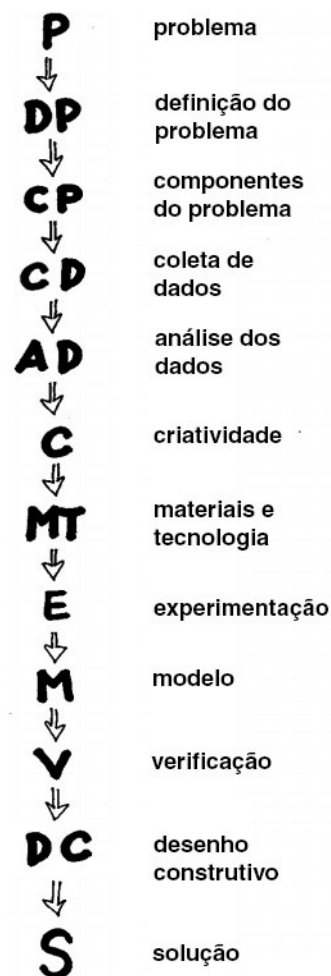 P problema
DP definição do
problema
CP componentes
do problema
CD coleta de
dados
AD análise dos
dados
C criatividade
MT materiais e
tecnologia
E experimentação
M modelo
V verificação
DC desenho
construtivo
S solução